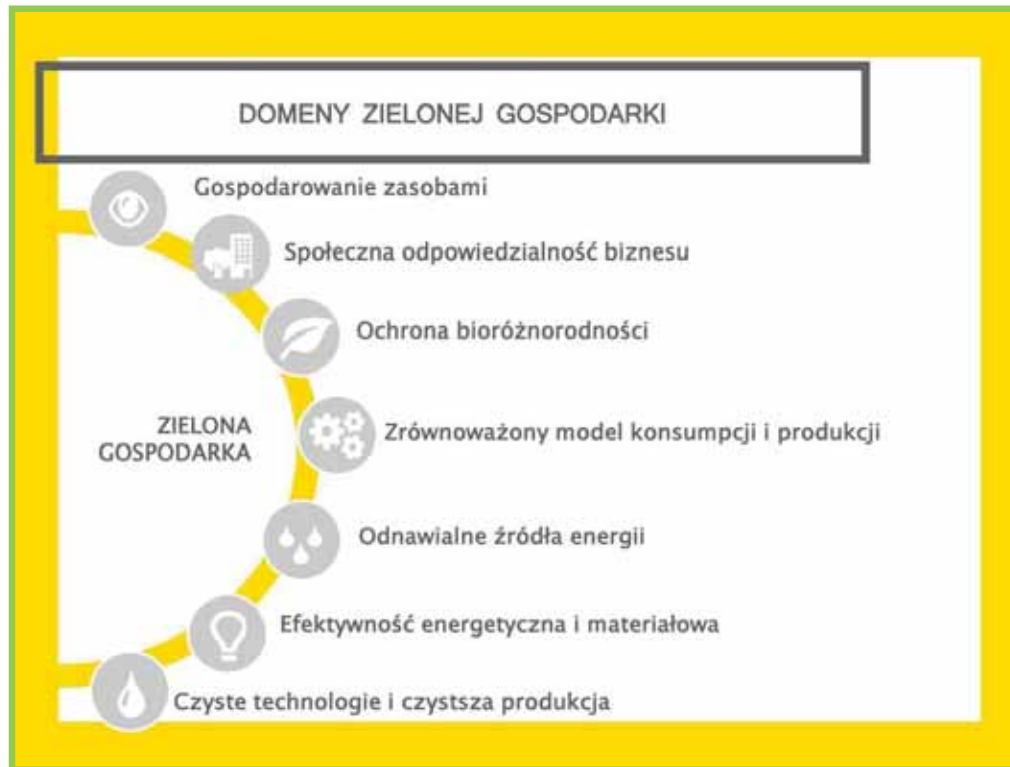 DOMENY ZIELONEJ GOSPODARKI
Gospodarowanie zasobami
Społeczna odpowiedzialność biznesu
Ochrona bioróżnorodności
ZIELONA
GOSPODARKA
Zrównoważony model konsumpcji i produkcji
Odnawialne źródła energii
Efektywność energetyczna i materiałowa
Czyste technologie i czystsza produkcja